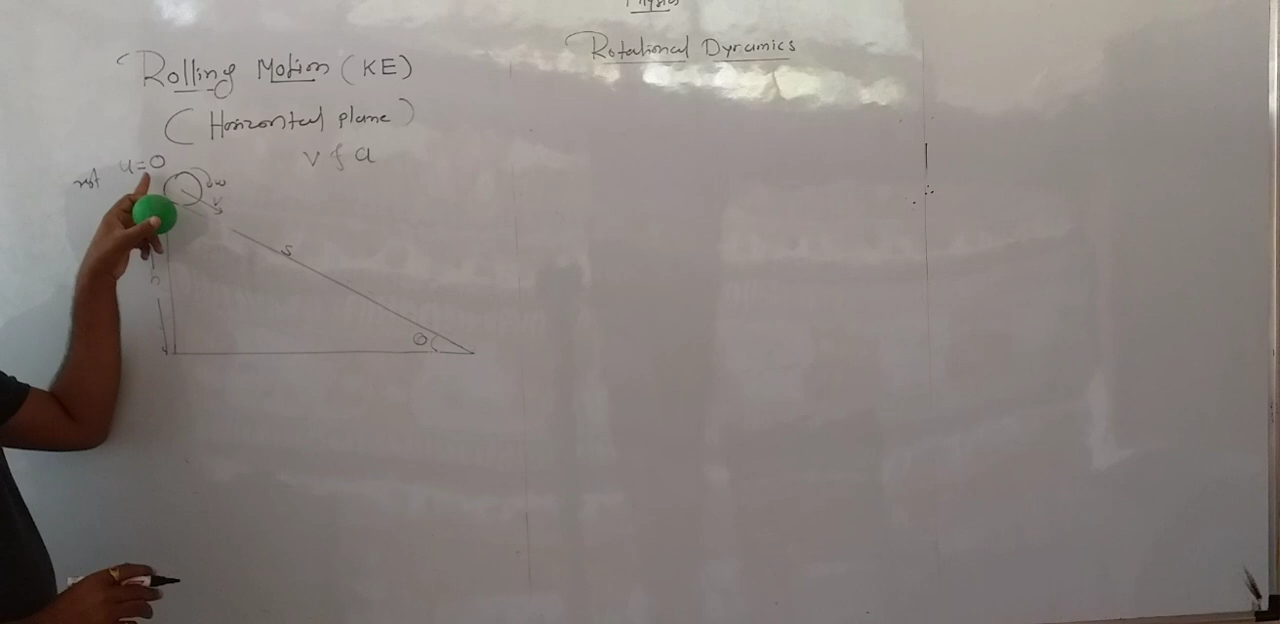 Physics
Rotational Dynamics
Rolling Motion (KE)
(Horizontal plane)
v & a
rest u=0
ω
v
s
h
θ